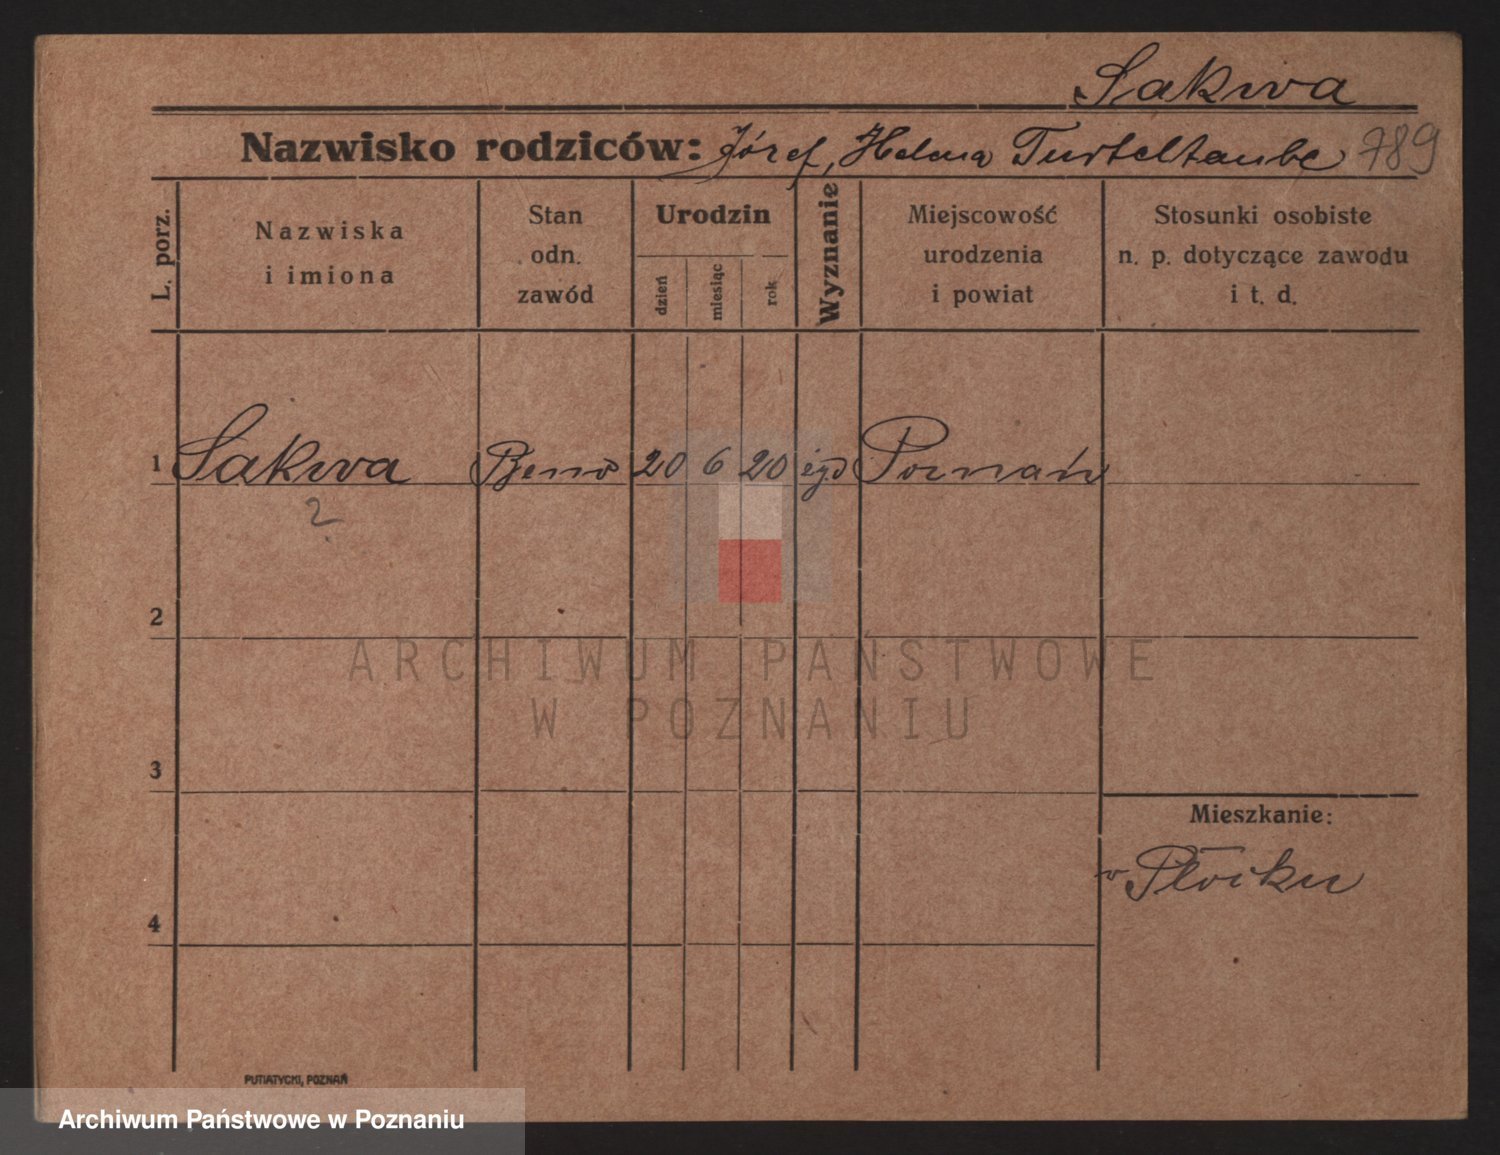 Sakwa
Nazwisko rodziców: Józef, Helena Turteltaube 789
L. porz.
Nazwiska
i imiona
Stan
odn.
zawód
Urodzin
dzień
miesiąc
rok
Wyznanie
Miejscowość
urodzenia
i powiat
Stosunki osobiste
n. p. dotyczące zawodu
i t. d.
1 Sakwa Benno 20 6 20 Poznań
2
2
3
4
Mieszkanie:
w Płocku
PUTIATYCKI, POZNAŃ
ARCHIWUM PAŃSTWOWE
W POZNANIU
Archiwum Państwowe w Poznaniu